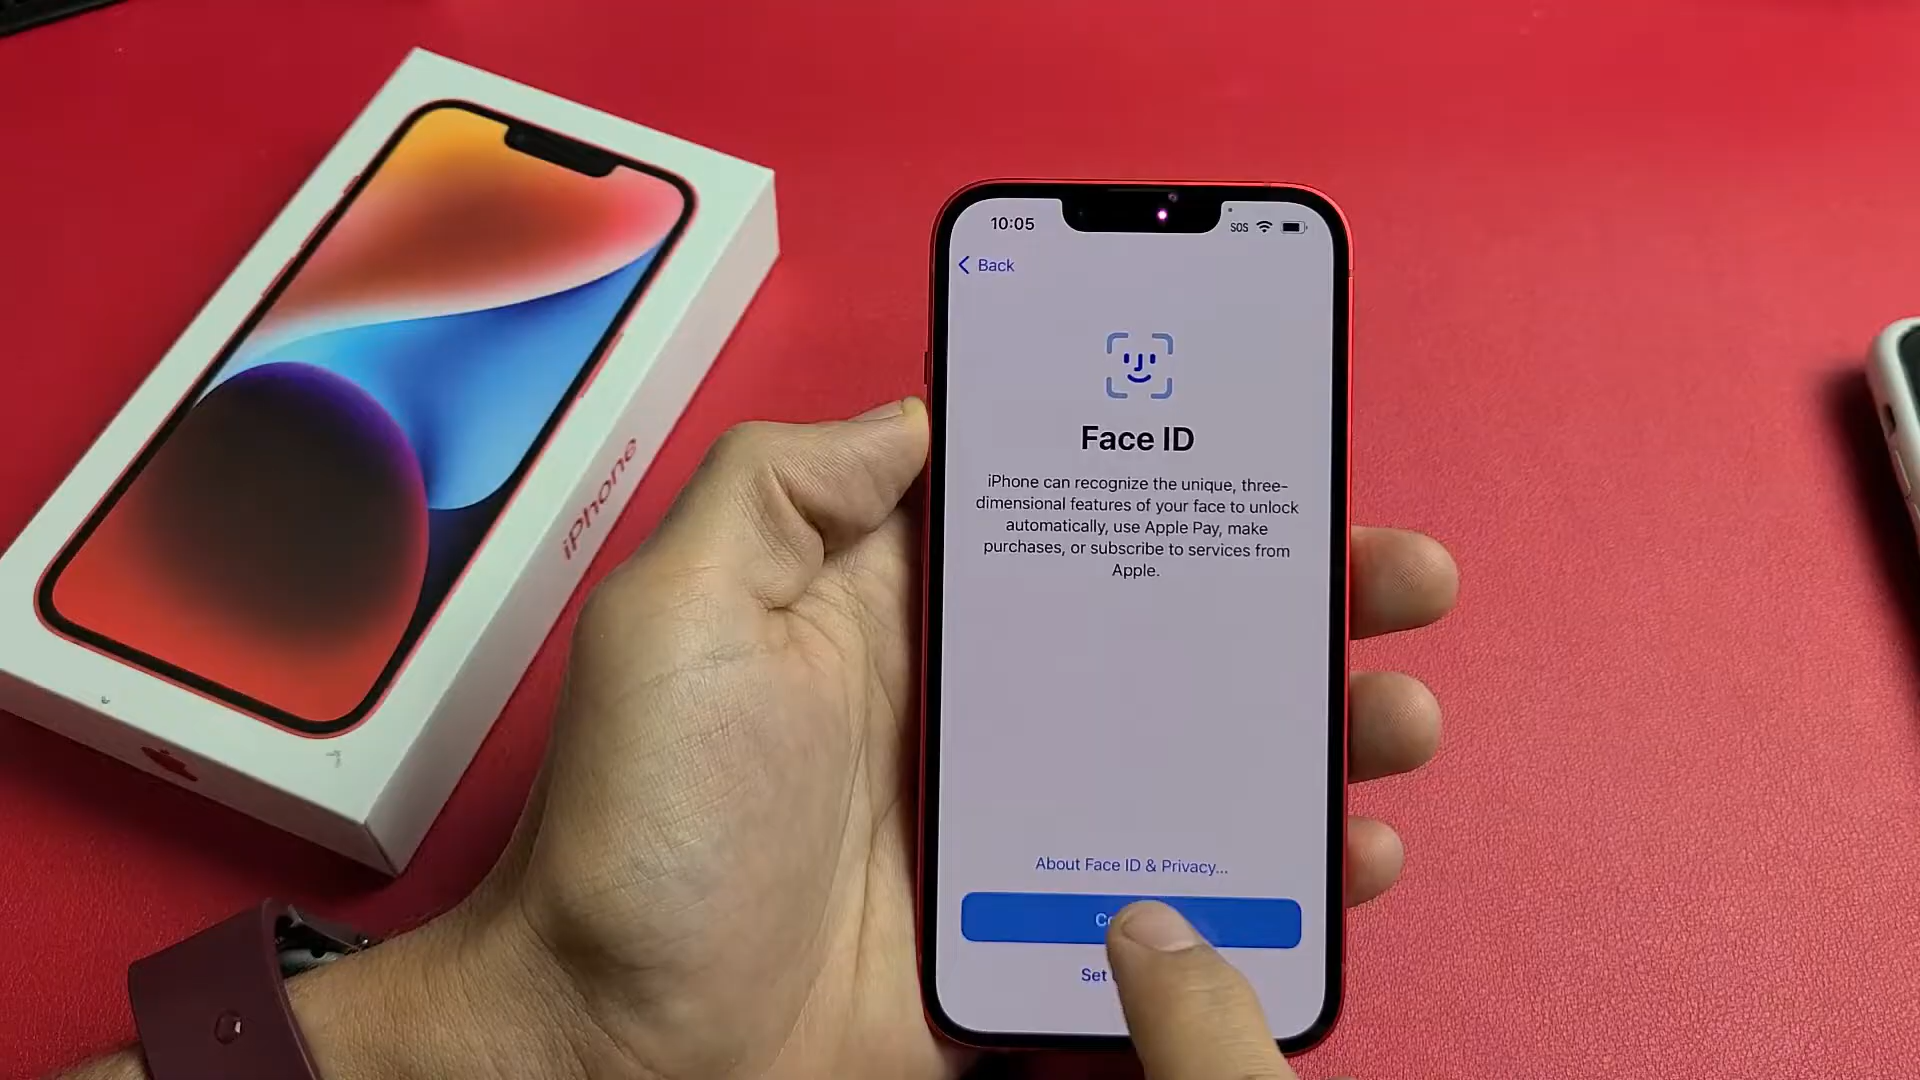 iPhone
10:05
SOS
Back
Face ID
iPhone can recognize the unique, three-
dimensional features of your face to unlock
automatically, use Apple Pay, make
purchases, or subscribe to services from
Apple.
About Face ID & Privacy...
Set